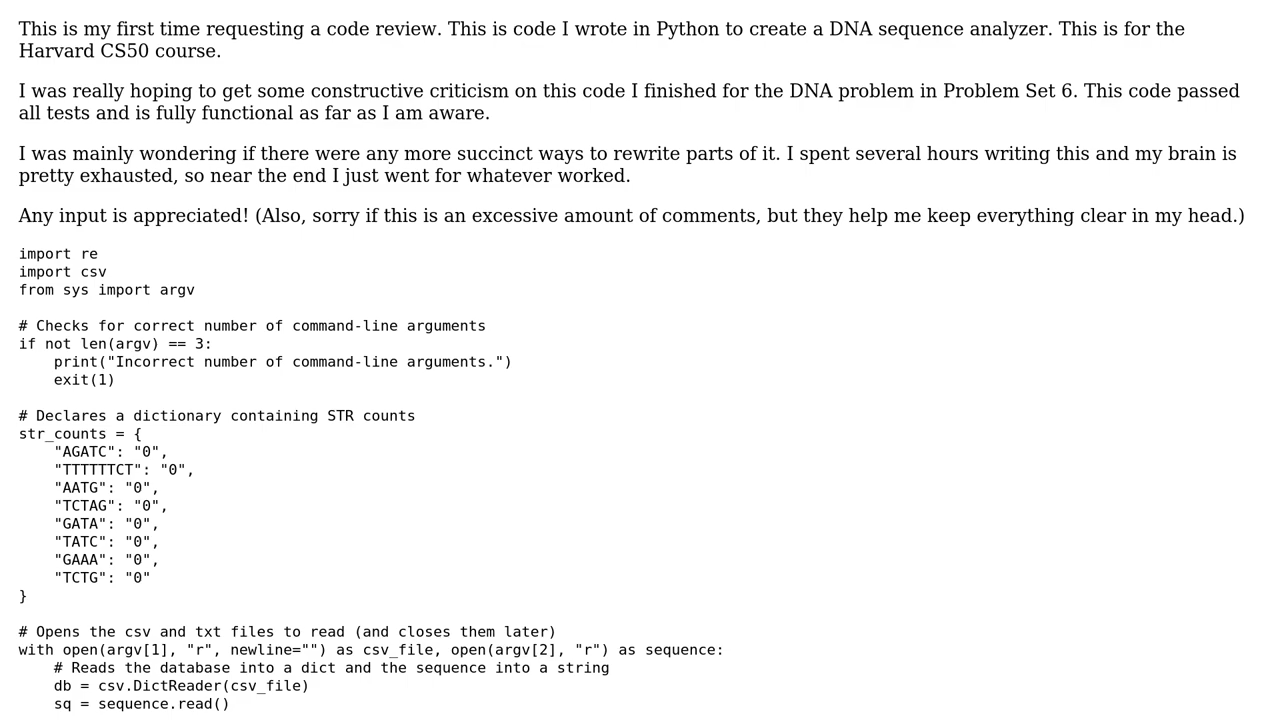 This is my first time requesting a code review. This is code I wrote in Python to create a DNA sequence analyzer. This is for the
Harvard CS50 course.
I was really hoping to get some constructive criticism on this code I finished for the DNA problem in Problem Set 6. This code passed
all tests and is fully functional as far as I am aware.
I was mainly wondering if there were any more succinct ways to rewrite parts of it. I spent several hours writing this and my brain is
pretty exhausted, so near the end I just went for whatever worked.
Any input is appreciated! (Also, sorry if this is an excessive amount of comments, but they help me keep everything clear in my head.)
import re
import csv
from sys import argv
# Checks for correct number of command-line arguments
if not len(argv) == 3:
    print("Incorrect number of command-line arguments.")
    exit(1)
# Declares a dictionary containing STR counts
str_counts = {
    "AGATC": "0",
    "TTTTTTCT": "0",
    "AATG": "0",
    "TCTAG": "0",
    "GATA": "0",
    "TATC": "0",
    "GAAA": "0",
    "TCTG": "0"
}
# Opens the csv and txt files to read (and closes them later)
with open(argv[1], "r", newline="") as csv_file, open(argv[2], "r") as sequence:
    # Reads the database into a dict and the sequence into a string
    db = csv.DictReader(csv_file)
    sq = sequence.read()